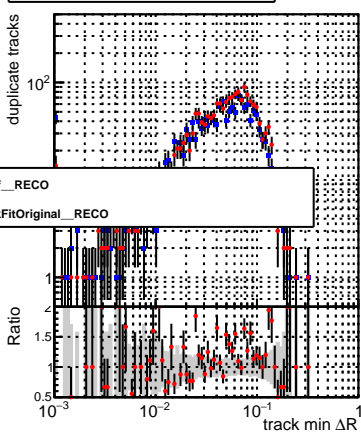 duplicate tracks
10²
__RECO
FitOriginal__RECO
1
Ratio
2
1.5
1
0.5
10⁻³
10⁻²
10⁻¹
1
track min ΔR